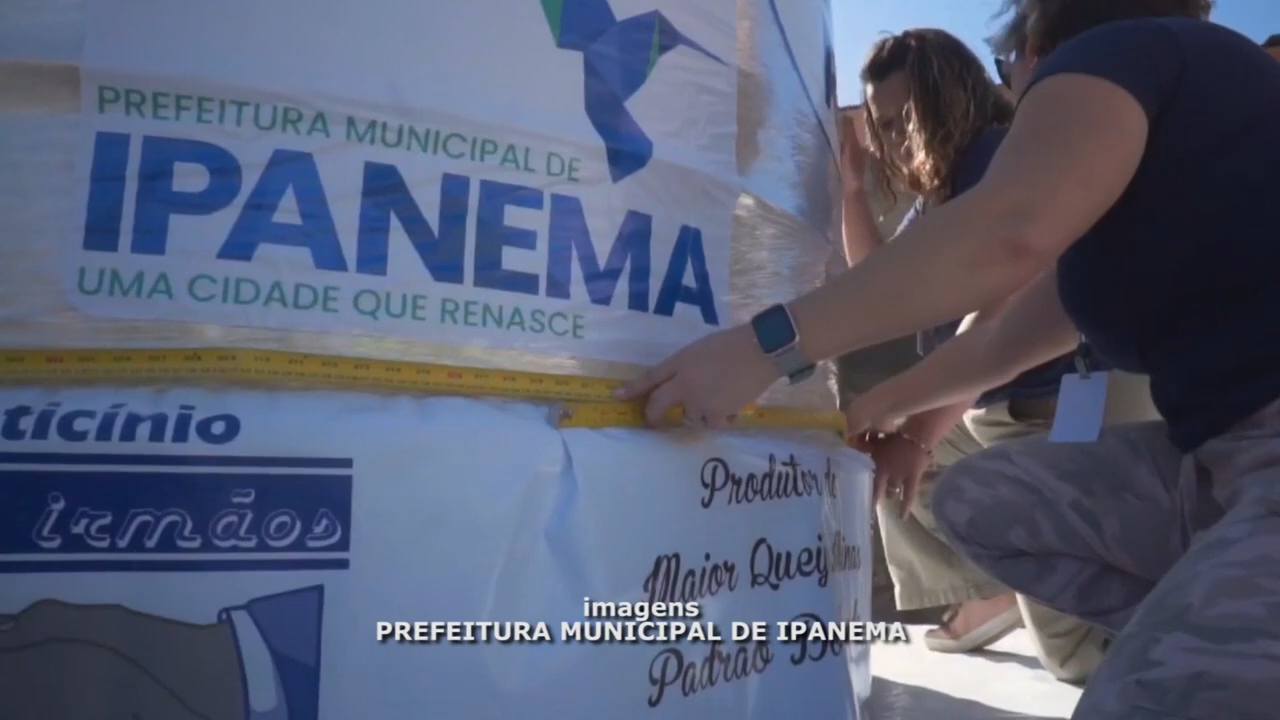 PREFEITURA MUNICIPAL DE
IPANEMA
UMA CIDADE QUE RENASCE
ticínio
irmãos
Produtor
Maior
Padrão
imagens
PREFEITURA MUNICIPAL DE IPANEMA